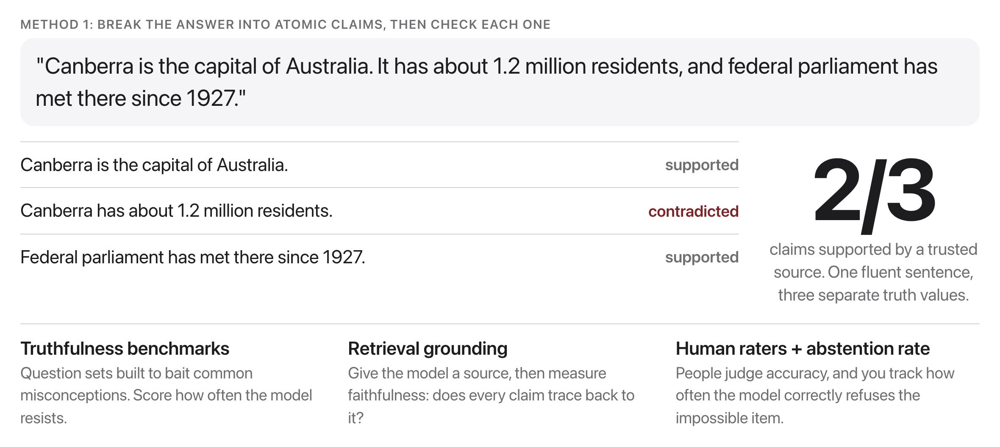 METHOD 1: BREAK THE ANSWER INTO ATOMIC CLAIMS, THEN CHECK EACH ONE
"Canberra is the capital of Australia. It has about 1.2 million residents, and federal parliament has
met there since 1927."
Canberra is the capital of Australia.
supported
Canberra has about 1.2 million residents.
contradicted
Federal parliament has met there since 1927.
supported
2/3
claims supported by a trusted
source. One fluent sentence,
three separate truth values.
Truthfulness benchmarks
Question sets built to bait common
misconceptions. Score how often the model
resists.
Retrieval grounding
Give the model a source, then measure
faithfulness: does every claim trace back to
it?
Human raters + abstention rate
People judge accuracy, and you track how
often the model correctly refuses the
impossible item.